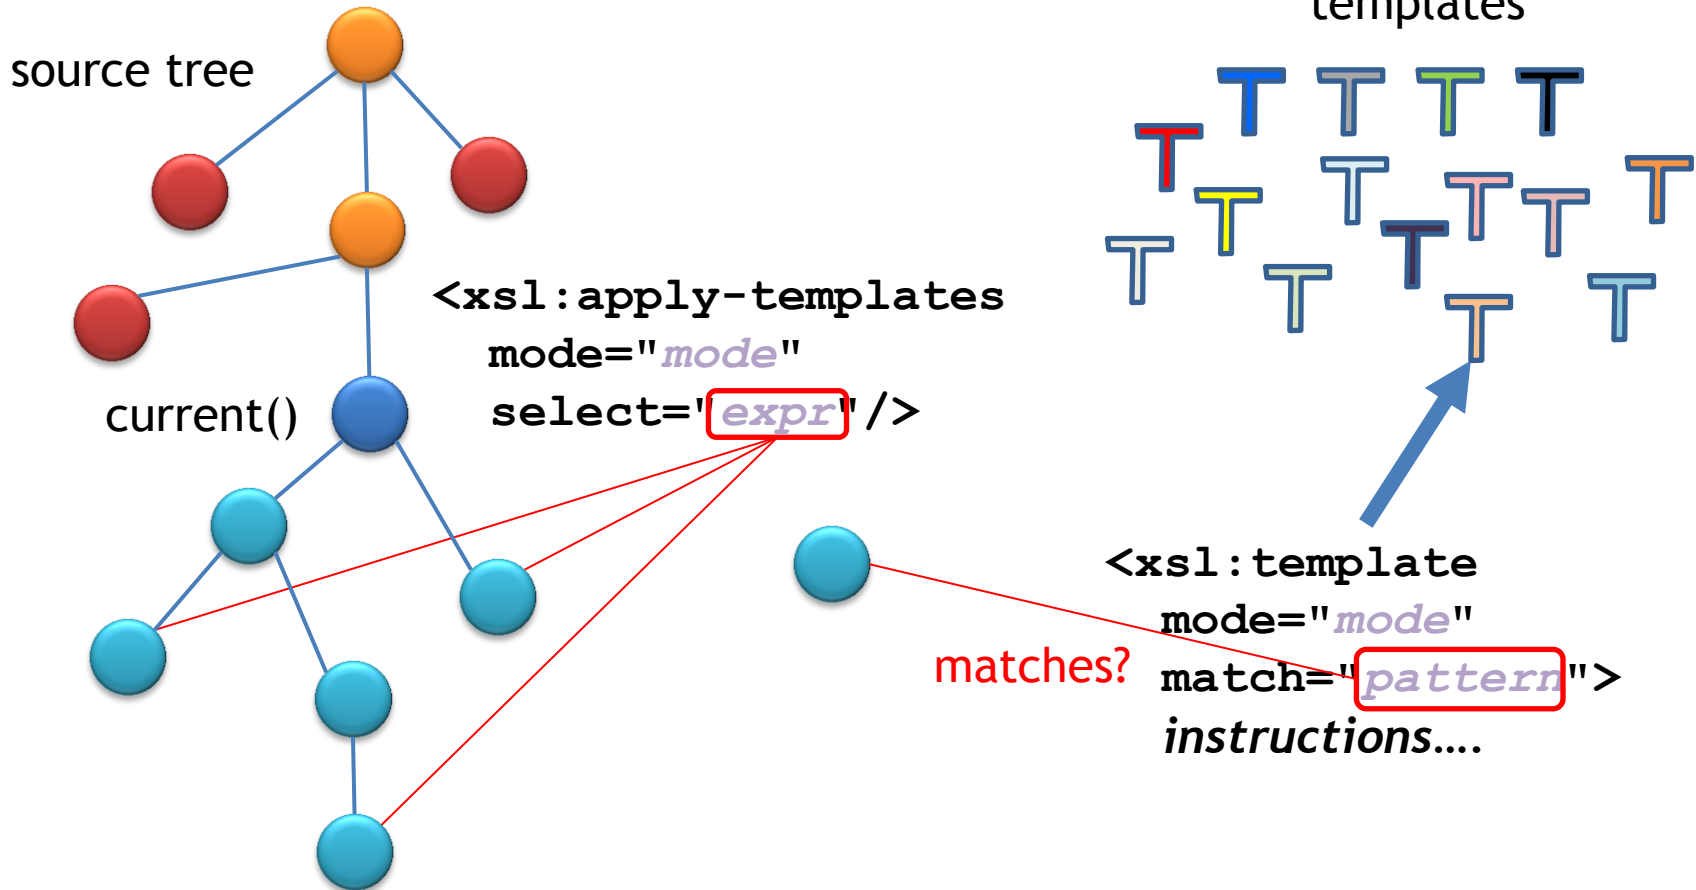 templates
source tree
<xsl:apply-templates
mode="mode"
select="expr"/>
current()
<xsl:template
mode="mode"
matches?
match="pattern">
instructions….
T T T T
T T T T T
T T T T
T T T